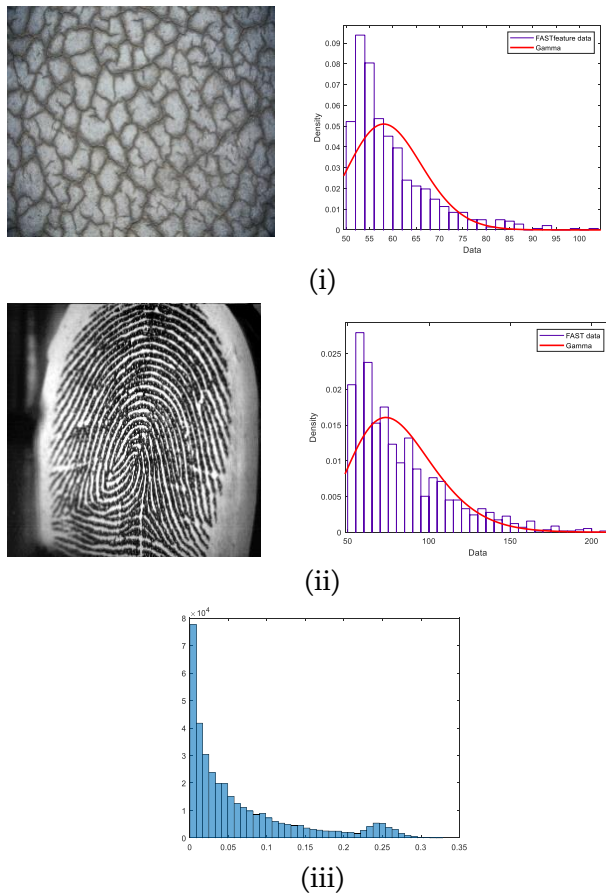 FASTfeature data
Gamma
0.09
0.08
0.07
0.06
0.05
0.04
0.03
0.02
0.01
0
Density
50 55 60 65 70 75 80 85 90 95 100
Data
(i)
FAST data
Gamma
0.025
0.02
0.015
0.01
0.005
0
Density
50 100 150 200
Data
(ii)
×10⁴
8
7
6
5
4
3
2
1
0
0 0.05 0.1 0.15 0.2 0.25 0.3 0.35
(iii)